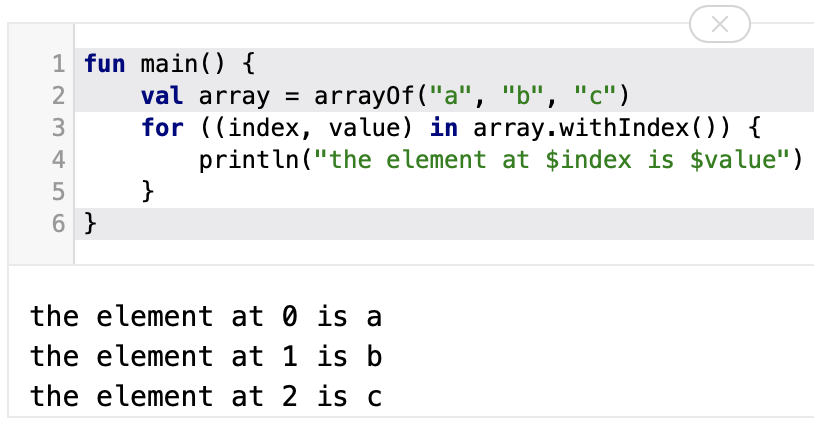 1 fun main() {
2     val array = arrayOf("a", "b", "c")
3     for ((index, value) in array.withIndex()) {
4         println("the element at $index is $value")
5     }
6 }
the element at 0 is a
the element at 1 is b
the element at 2 is c